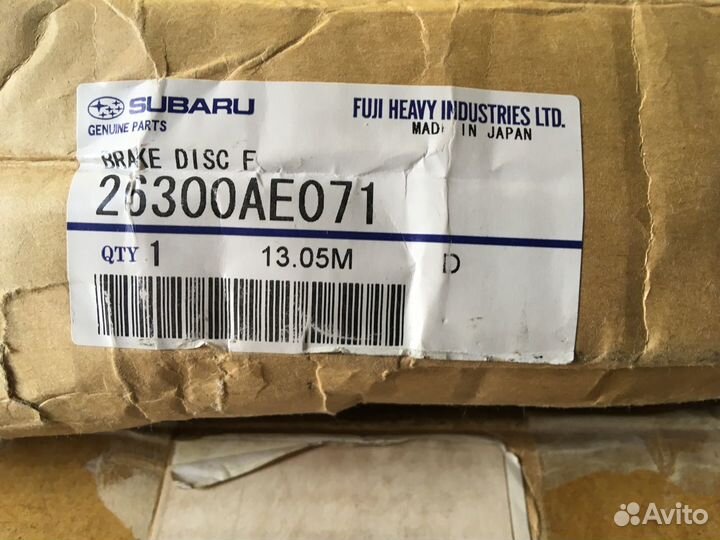 SUBARU
GENUINE PARTS
FUJI HEAVY INDUSTRIES LTD.
MADE IN JAPAN
BRAKE DISC F
26300AE071
QTY 1 13.05M D
Avito